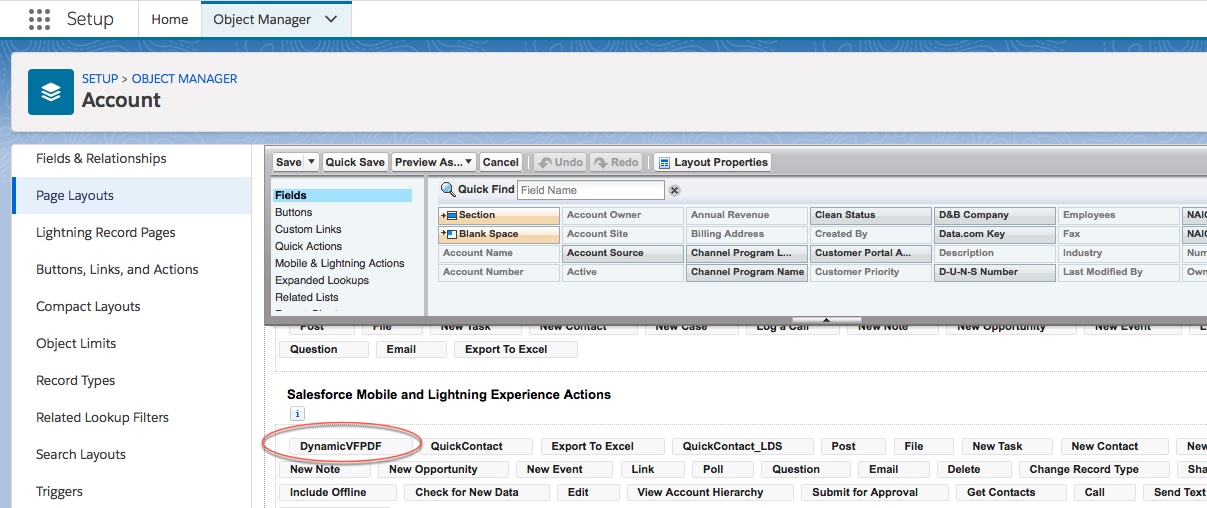 Setup Home Object Manager
SETUP > OBJECT MANAGER
Account
Fields & Relationships
Page Layouts
Lightning Record Pages
Buttons, Links, and Actions
Compact Layouts
Object Limits
Record Types
Related Lookup Filters
Search Layouts
Triggers
Save Quick Save Preview As... Cancel Undo Redo Layout Properties
Fields
Buttons
Custom Links
Quick Actions
Mobile & Lightning Actions
Expanded Lookups
Related Lists
Quick Find Field Name
Section Account Owner Annual Revenue Clean Status D&B Company Employees NAIC
Blank Space Account Site Billing Address Created By Data.com Key Fax NAIC
Account Name Account Source Channel Program L... Customer Portal A... Description Industry Num
Account Number Active Channel Program Name Customer Priority D-U-N-S Number Last Modified By Own
Post File New Task New Contact New Case Log a Call New Note New Opportunity New Event
Question Email Export To Excel
Salesforce Mobile and Lightning Experience Actions
i
DynamicVFPDF QuickContact Export To Excel QuickContact_LDS Post File New Task New Contact New
New Note New Opportunity New Event Link Poll Question Email Delete Change Record Type Sha
Include Offline Check for New Data Edit View Account Hierarchy Submit for Approval Get Contacts Call Send Text